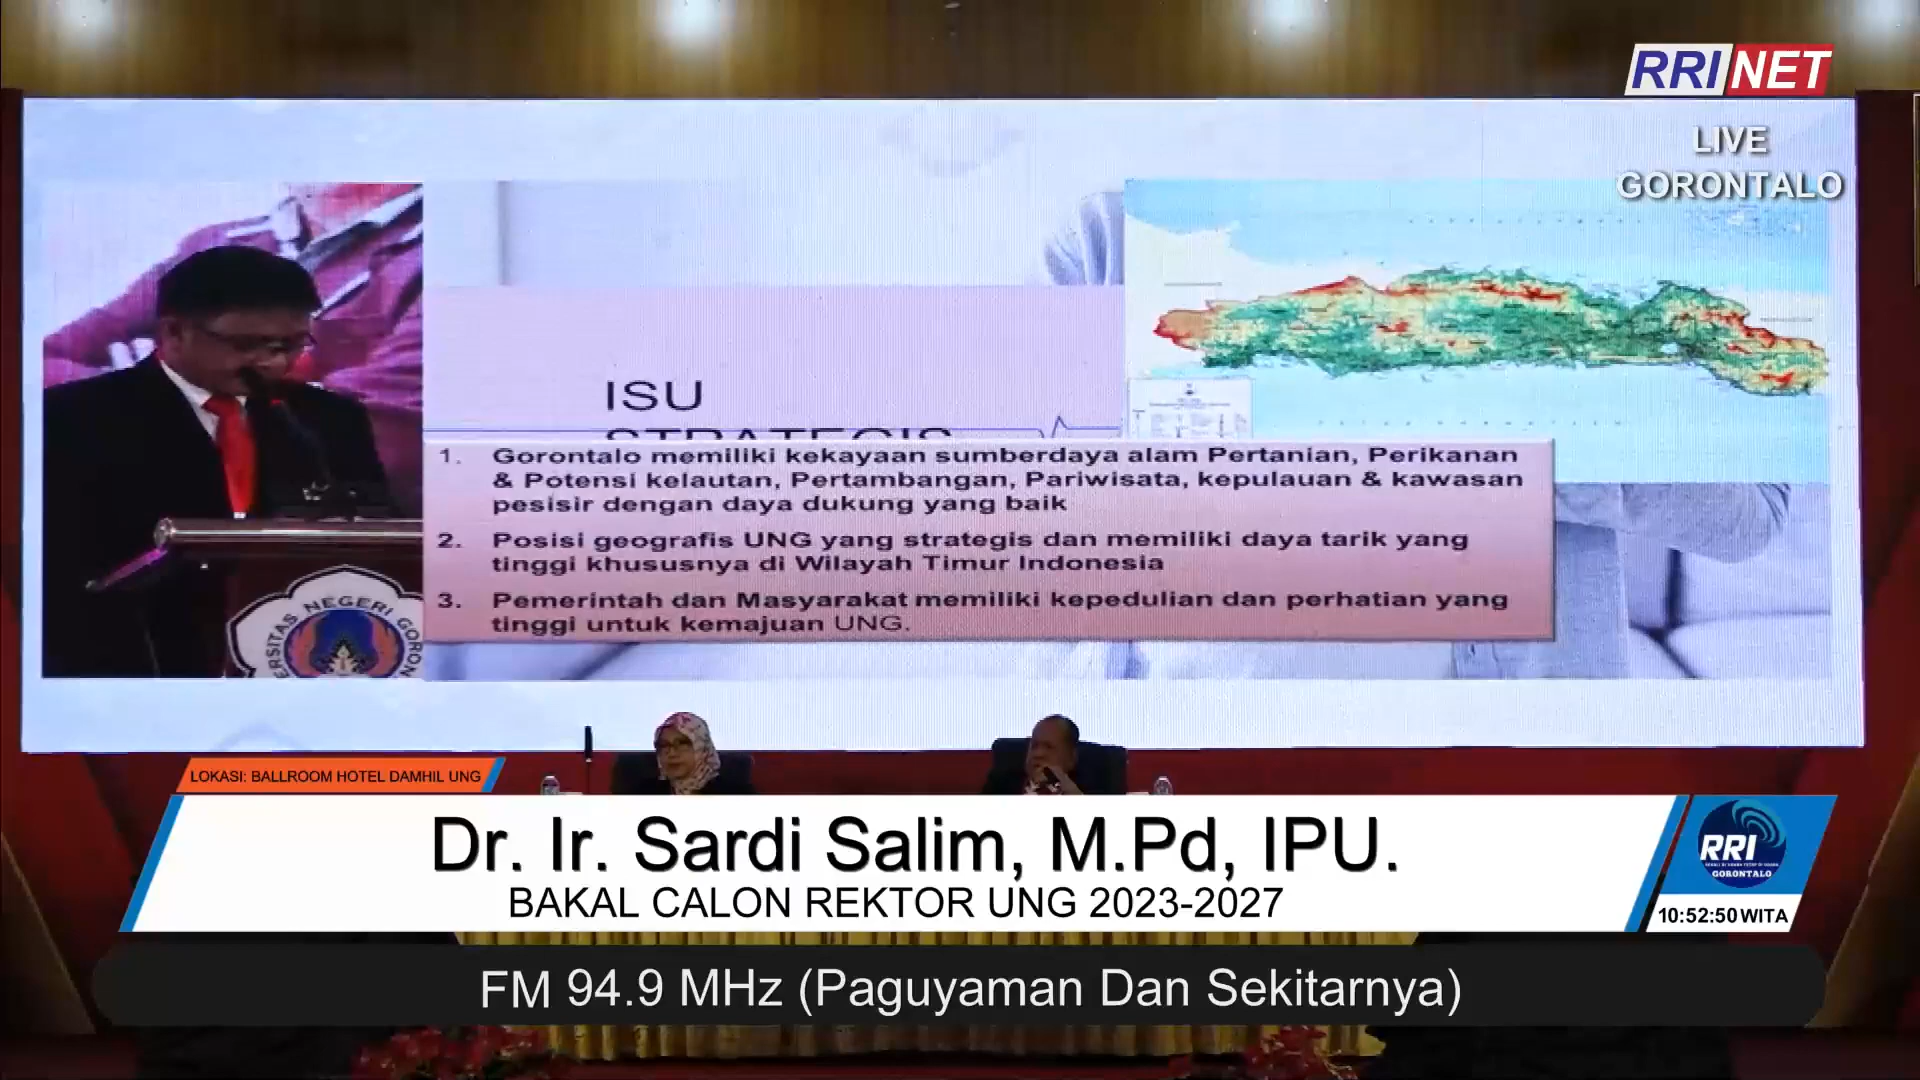 RRI NET
LIVE
GORONTALO
ISU
STRATEGIS
1. Gorontalo memiliki kekayaan sumberdaya alam Pertanian, Perikanan
& Potensi kelautan, Pertambangan, Pariwisata, kepulauan & kawasan
pesisir dengan daya dukung yang baik
2. Posisi geografis UNG yang strategis dan memiliki daya tarik yang
tinggi khususnya di Wilayah Timur Indonesia
3. Pemerintah dan Masyarakat memiliki kepedulian dan perhatian yang
tinggi untuk kemajuan UNG.
ERSITAS NEGERI GORON
LOKASI: BALLROOM HOTEL DAMHIL UNG
Dr. Ir. Sardi Salim, M.Pd, IPU.
BAKAL CALON REKTOR UNG 2023-2027
RRI
GORONTALO
10:52:50 WITA
FM 94.9 MHz (Paguyaman Dan Sekitarnya)